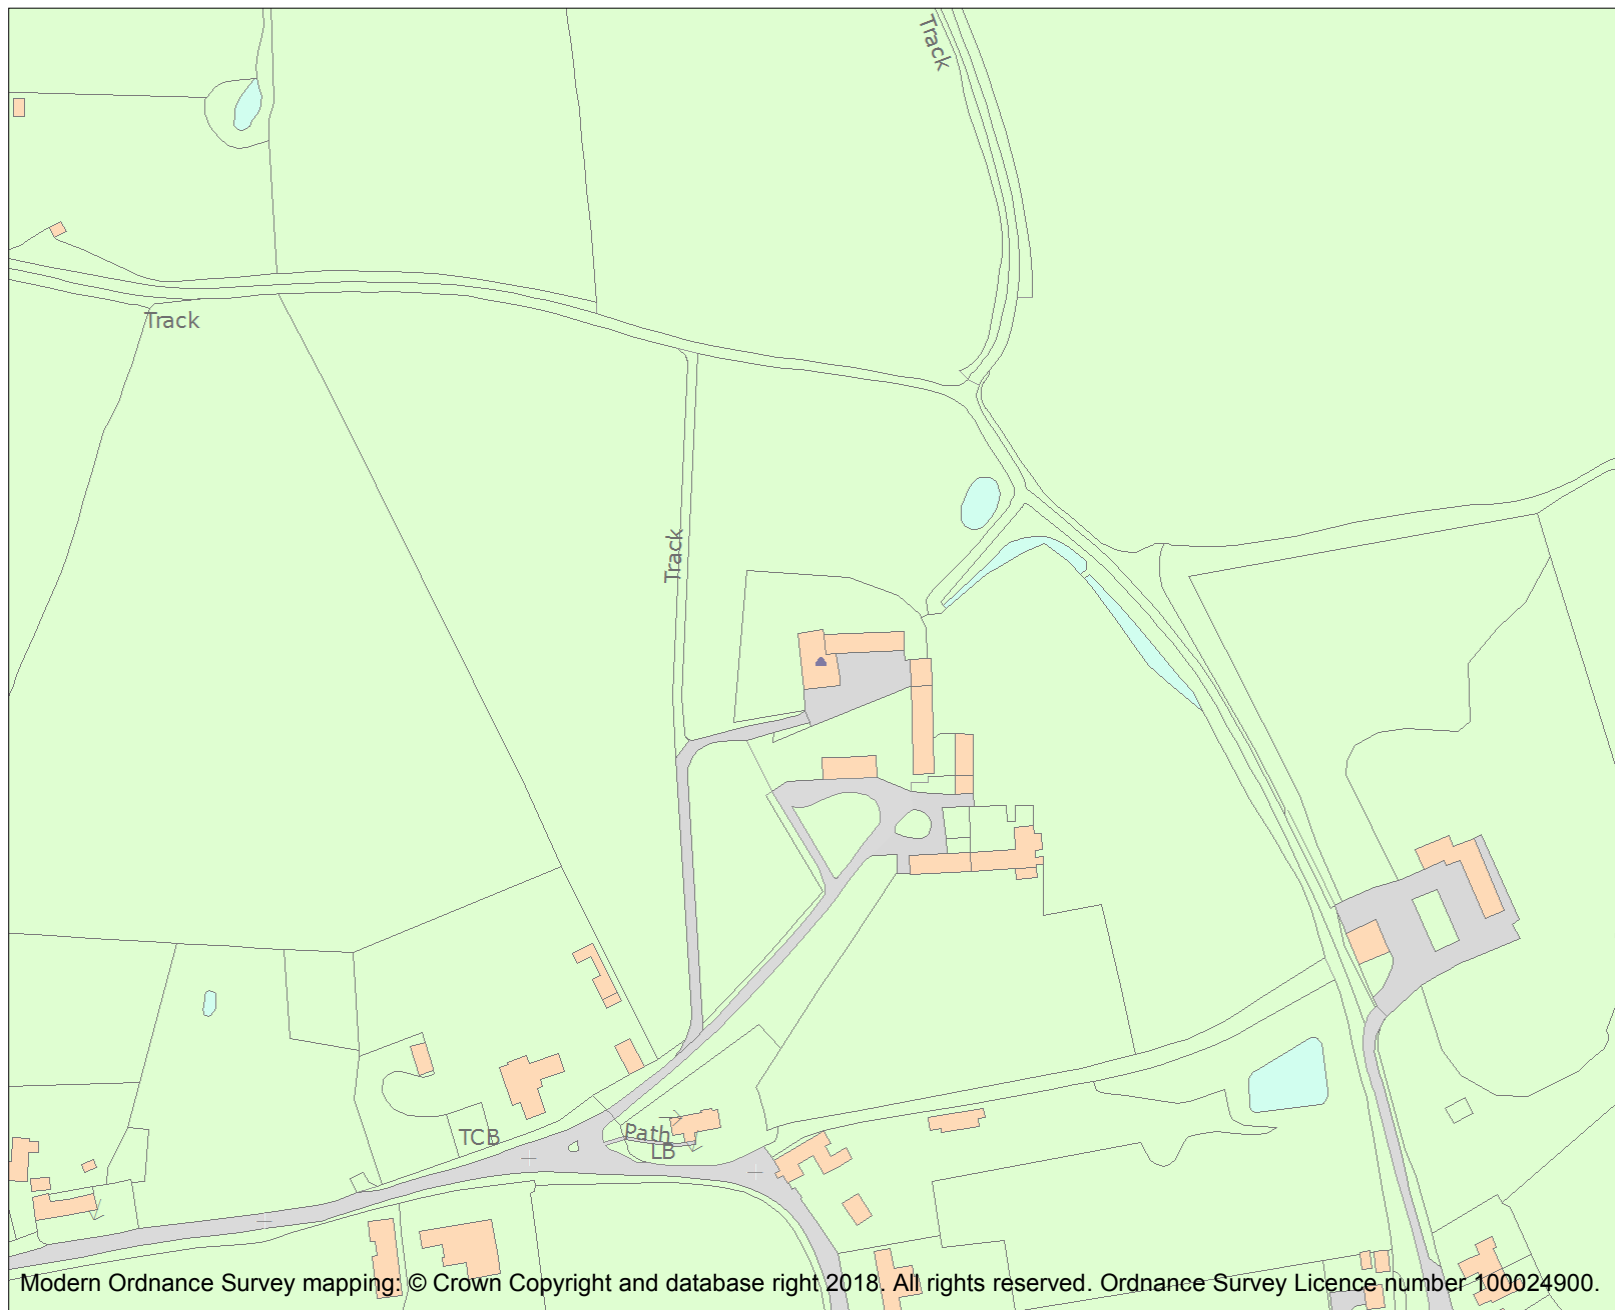 Track
Track
Track
TCB
Path
LB
Modern Ordnance Survey mapping: © Crown Copyright and database right 2018. All rights reserved. Ordnance Survey Licence number 100024900.